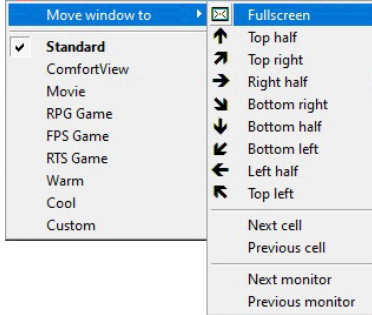 Move window to
Standard
ComfortView
Movie
RPG Game
FPS Game
RTS Game
Warm
Cool
Custom
Fullscreen
Top half
Top right
Right half
Bottom right
Bottom half
Bottom left
Left half
Top left
Next cell
Previous cell
Next monitor
Previous monitor